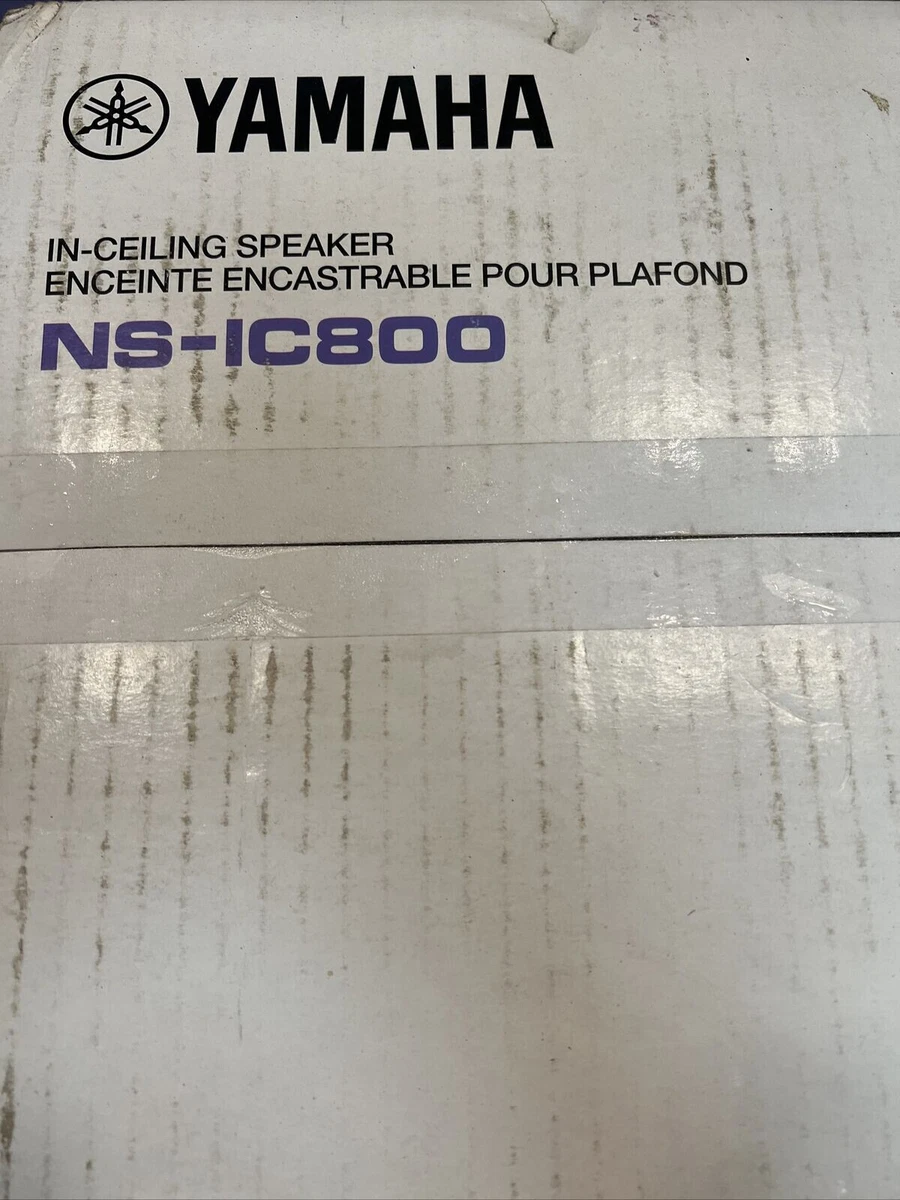 YAMAHA
IN-CEILING SPEAKER
ENCEINTE ENCASTRABLE POUR PLAFOND
NS-IC800